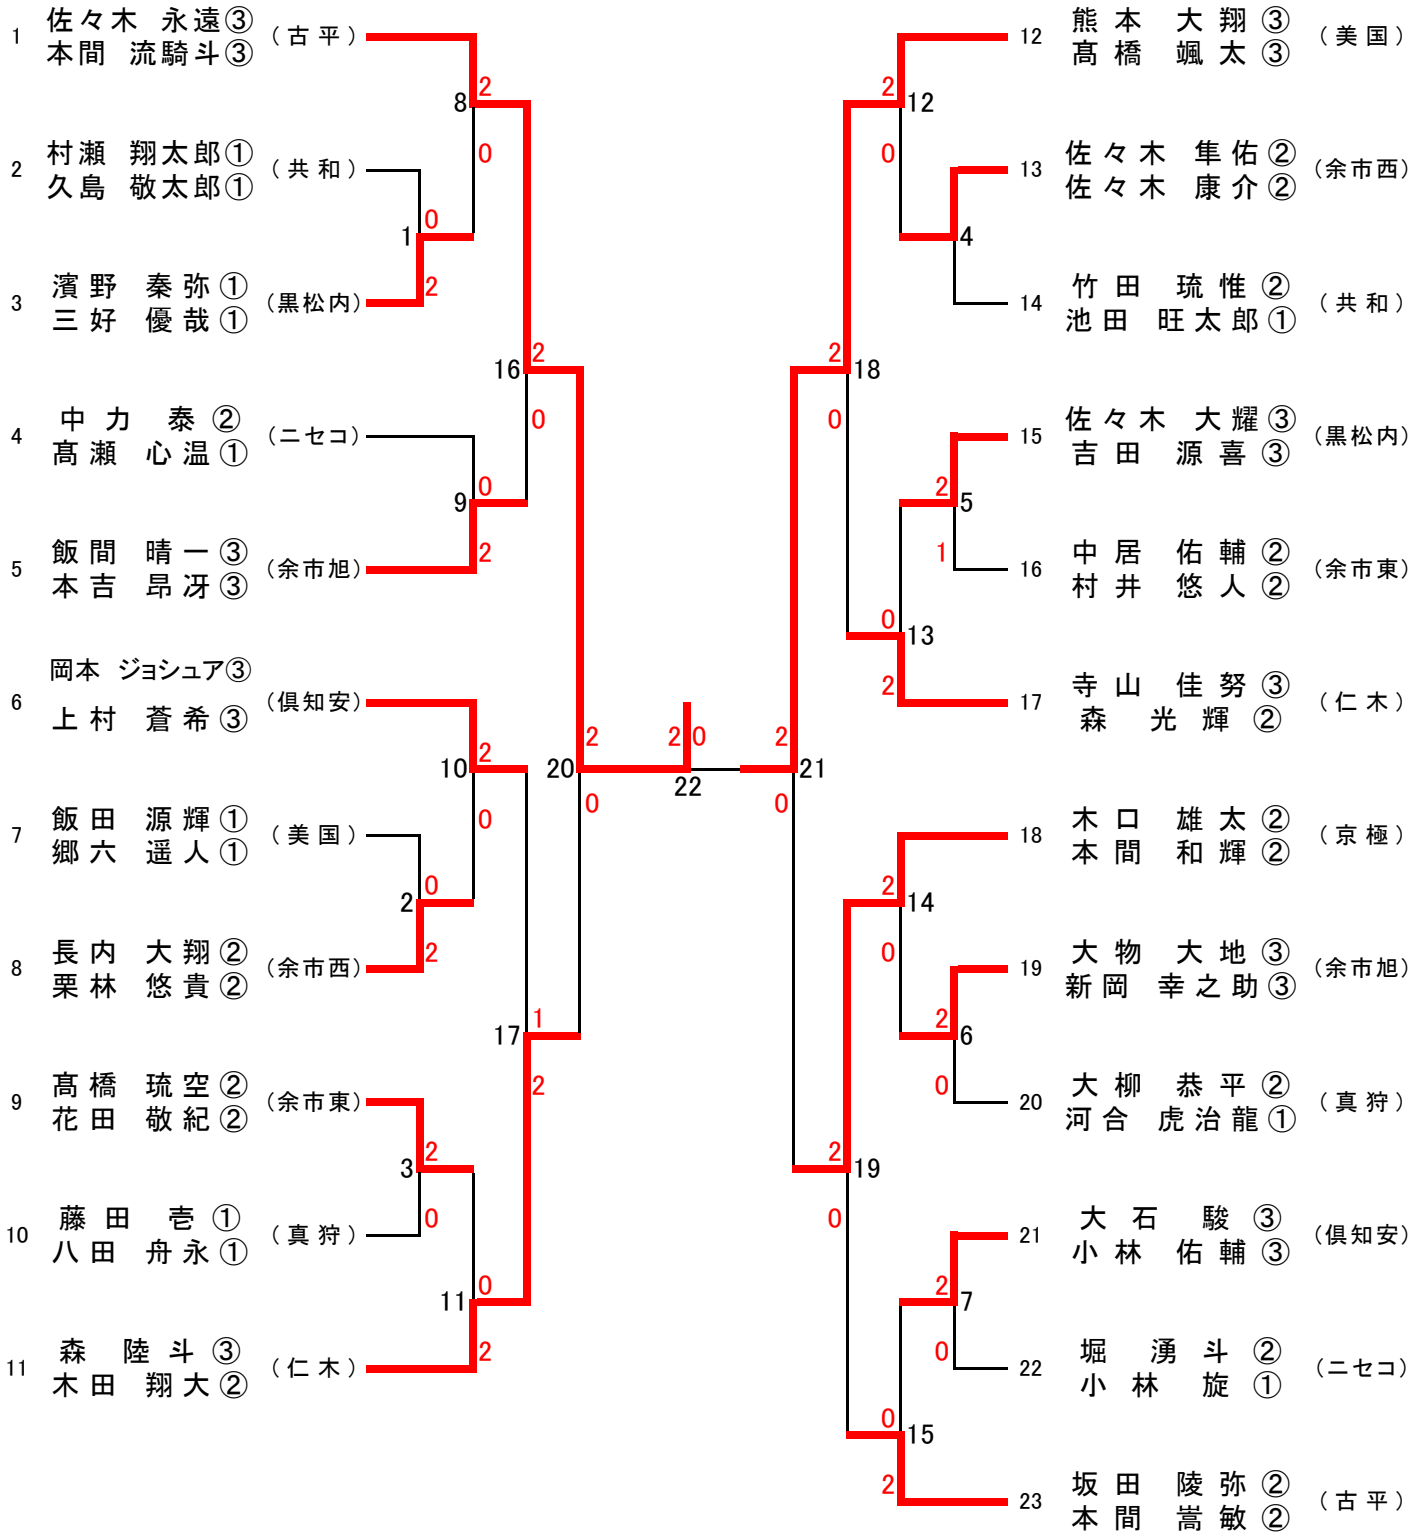 1 佐々木 永遠③ (古平)
本間 流騎斗③
2 村瀬 翔太郎① (共和)
久島 敬太郎①
3 濱野 秦弥① (黒松内)
三好 優哉①
4 中力 泰② (ニセコ)
髙瀬 心温①
5 飯間 晴一③ (余市旭)
本吉 昂冴③
6 岡本 ジョシュア③ (倶知安)
上村 蒼希③
7 飯田 源輝① (美国)
郷六 遥人①
8 長内 大翔② (余市西)
栗林 悠貴②
9 髙橋 琉空② (余市東)
花田 敬紀②
10 藤田 壱① (真狩)
八田 舟永①
11 森 陸斗③ (仁木)
木田 翔大②
8 2
0
1 0
2
16 2
0
9 0
2
10 2
0
2 0
2
20 2
0
17 1
2
3 2
0
11 0
2
2 0
22
12 熊本 大翔③ (美国)
髙橋 颯太③
13 佐々木 隼佑② (余市西)
佐々木 康介②
14 竹田 琉惟② (共和)
池田 旺太郎①
15 佐々木 大耀③ (黒松内)
吉田 源喜③
16 中居 佑輔② (余市東)
村井 悠人②
17 寺山 佳努③ (仁木)
森 光輝②
18 木口 雄太② (京極)
本間 和輝②
19 大物 大地③ (余市旭)
新岡 幸之助③
20 大柳 恭平② (真狩)
河合 虎治龍①
21 大石 駿③ (倶知安)
小林 佑輔③
22 堀 湧斗② (ニセコ)
小林 旋①
23 坂田 陵弥② (古平)
本間 嵩敏②
2 12
0
4
2 18
0
2 5
1
0 13
2
2 21
0
2 14
0
2 6
0
2 19
0
2 7
0
0 15
2